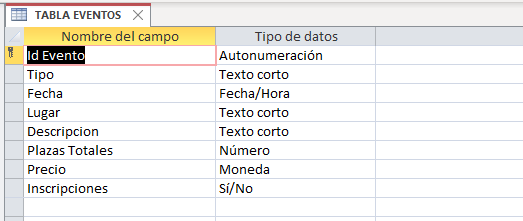 TABLA EVENTOS
Nombre del campo Tipo de datos
Id Evento Autonumeración
Tipo Texto corto
Fecha Fecha/Hora
Lugar Texto corto
Descripcion Texto corto
Plazas Totales Número
Precio Moneda
Inscripciones Sí/No